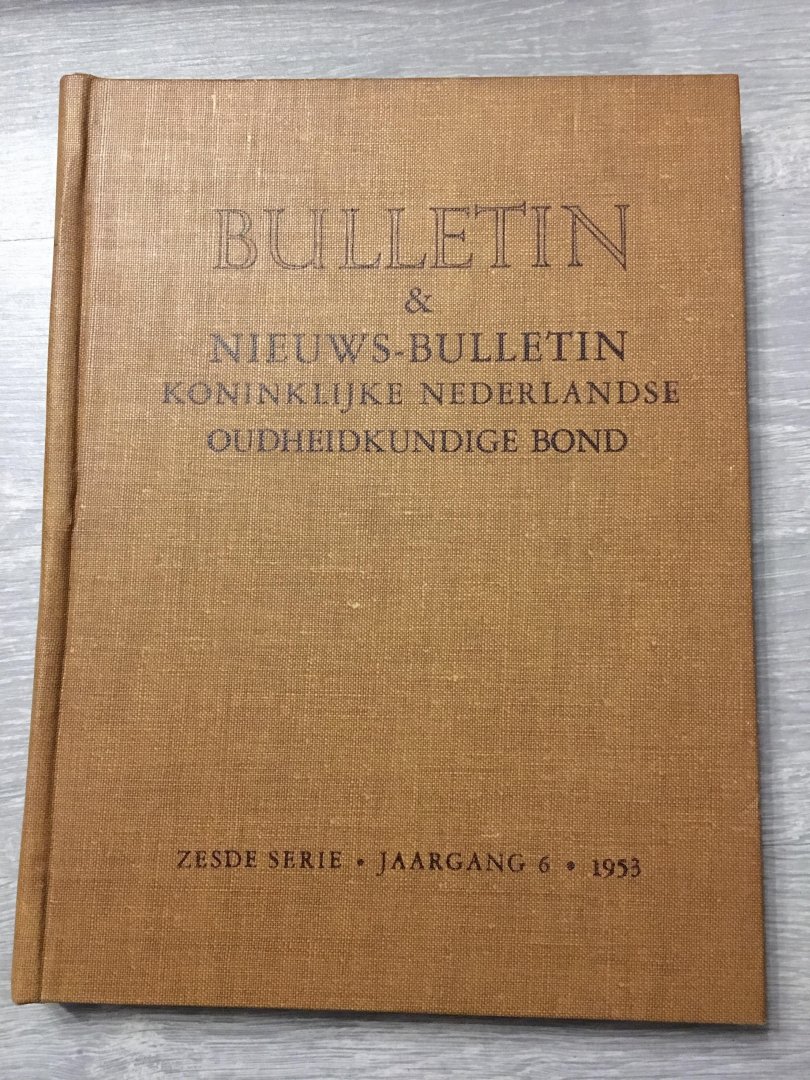 BULLETIN
&
NIEUWS-BULLETIN
KONINKLIJKE NEDERLANDSE
OUDHEIDKUNDIGE BOND
ZESDE SERIE • JAARGANG 6 • 1953